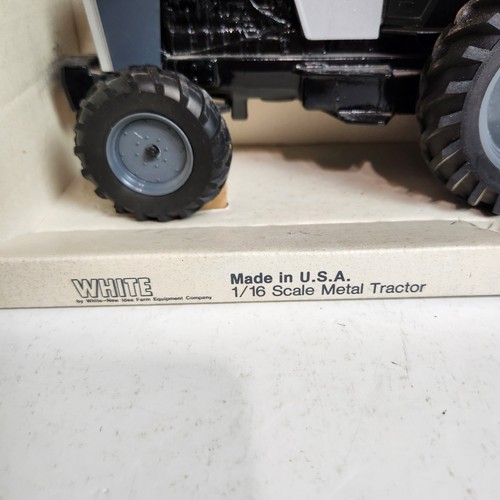 WHITE
by White-New Idea Farm Equipment Company
Made in U.S.A.
1/16 Scale Metal Tractor